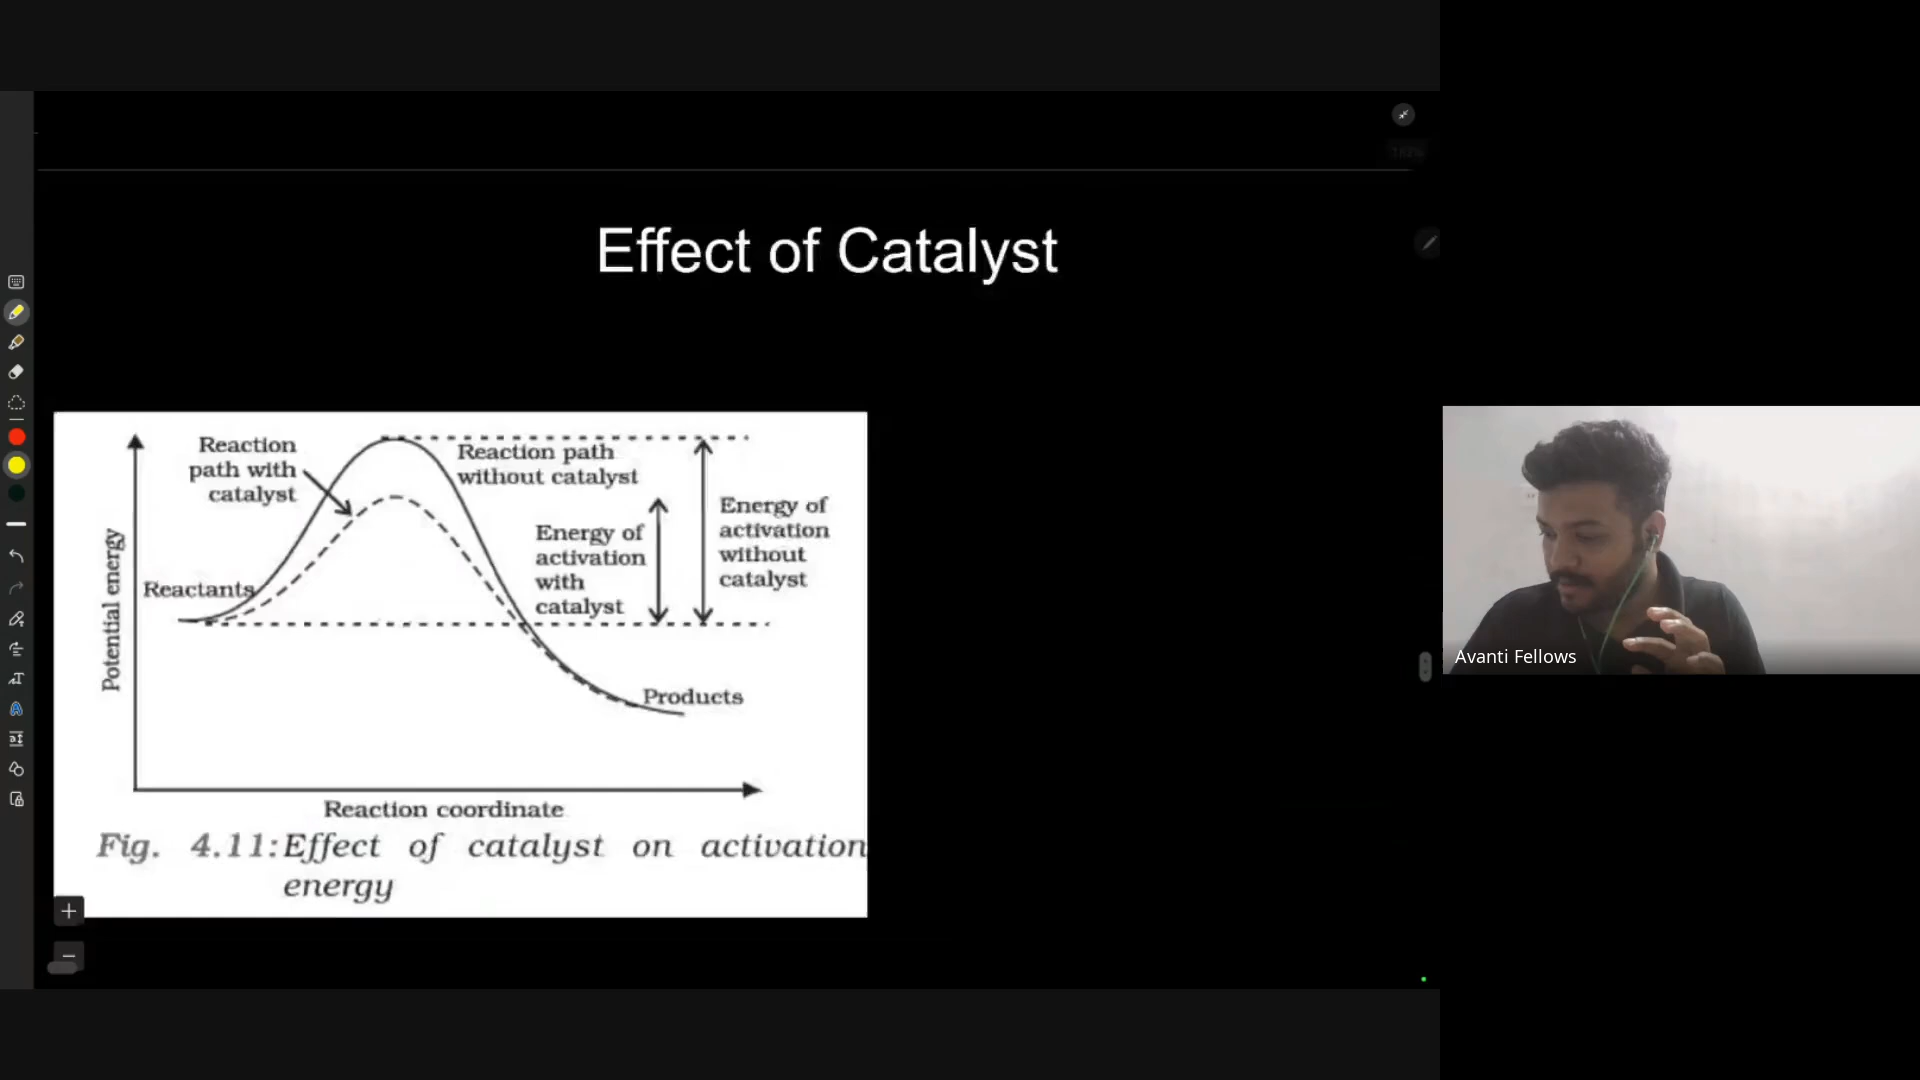 Effect of Catalyst
Reaction
path with
catalyst
Reaction path
without catalyst
Energy of
activation
with
catalyst
Energy of
activation
without
catalyst
Reactants
Products
Potential energy
Reaction coordinate
Fig. 4.11: Effect of catalyst on activation
energy
Avanti Fellows